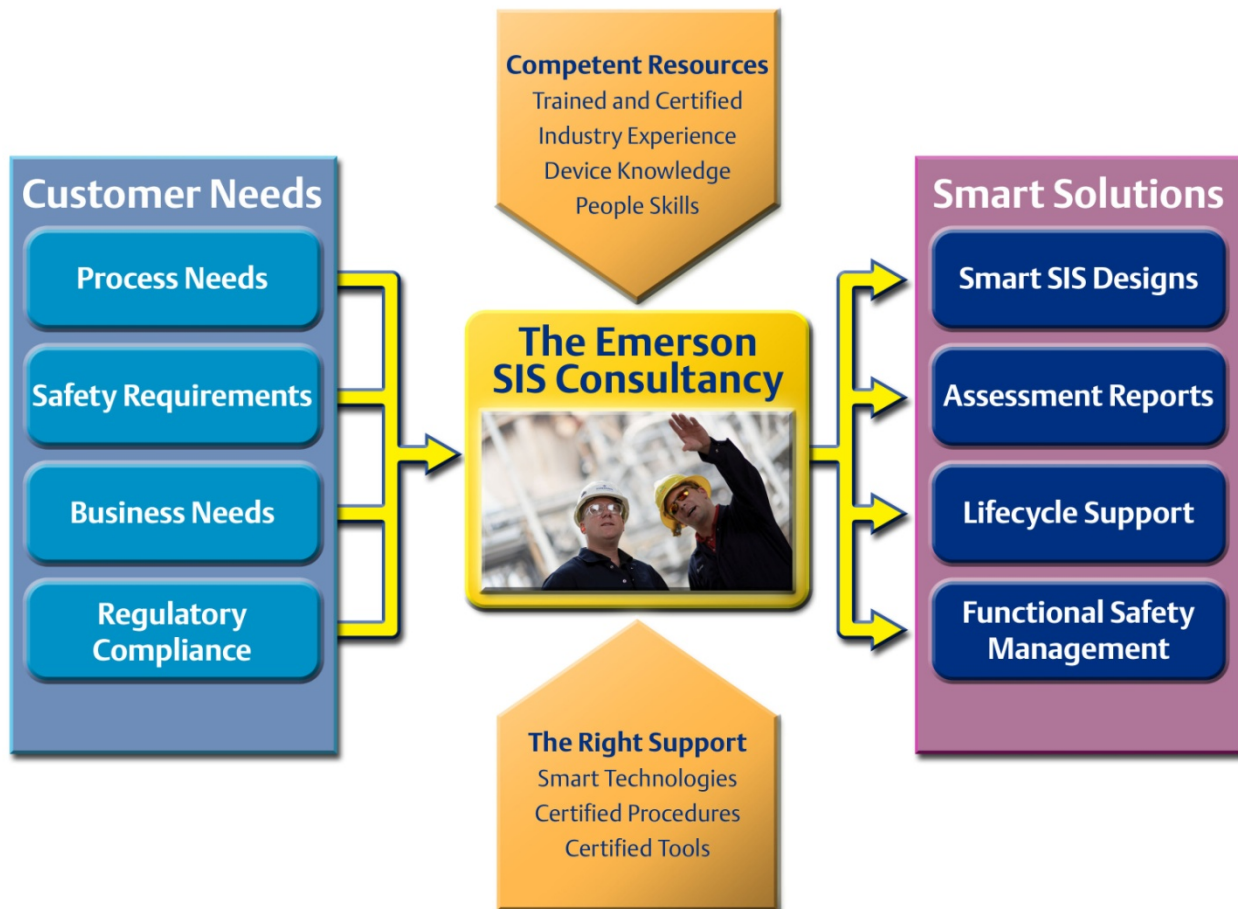 Competent Resources
Trained and Certified
Industry Experience
Device Knowledge
People Skills
Customer Needs
Process Needs
Safety Requirements
Business Needs
Regulatory
Compliance
The Emerson
SIS Consultancy
Smart Solutions
Smart SIS Designs
Assessment Reports
Lifecycle Support
Functional Safety
Management
The Right Support
Smart Technologies
Certified Procedures
Certified Tools